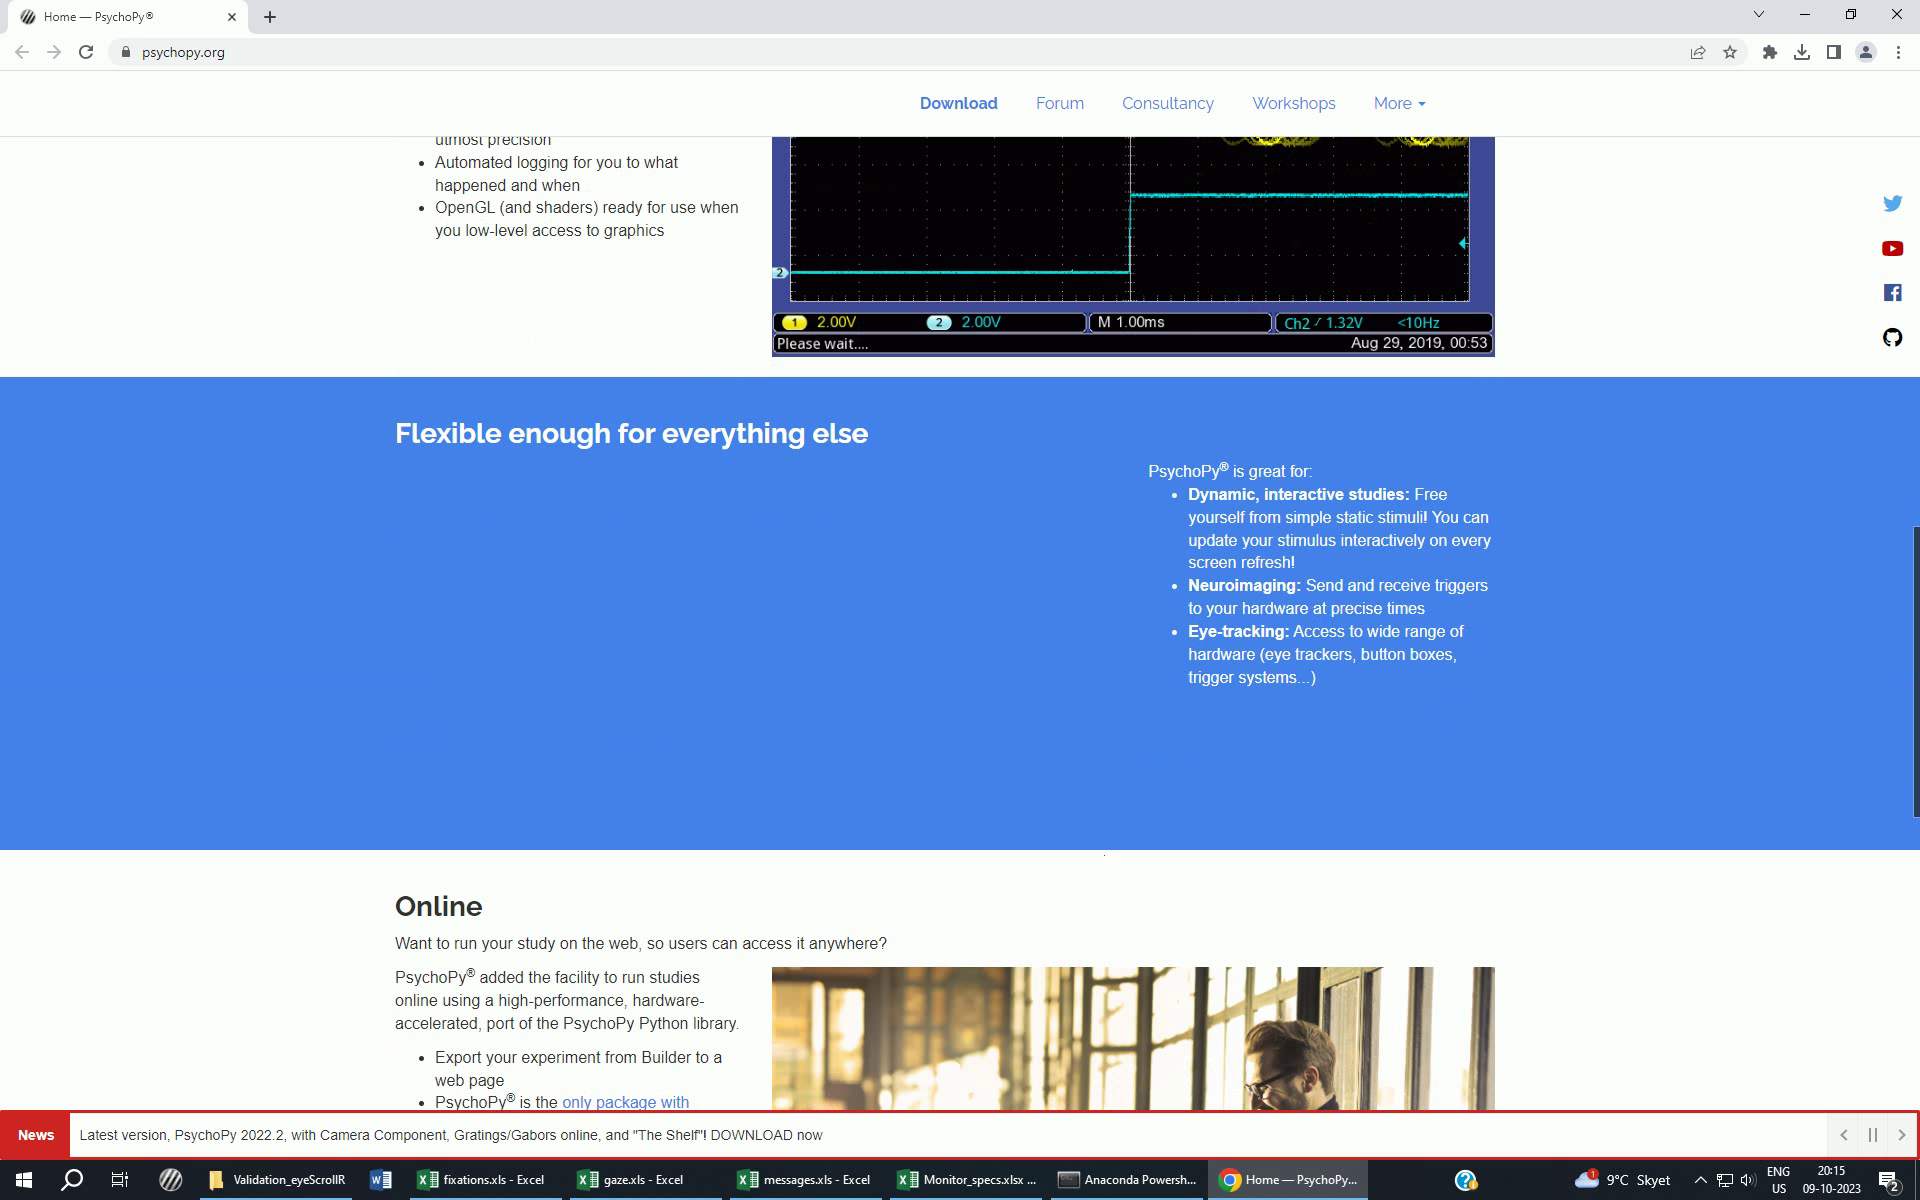 Home — PsychoPy®
psychopy.org
Download Forum Consultancy Workshops More
utmost precision
Automated logging for you to what
happened and when
OpenGL (and shaders) ready for use when
you low-level access to graphics
2
1 2.00V 2 2.00V M 1.00ms Ch2 1.32V <10Hz
Please wait.... Aug 29, 2019, 00:53
Flexible enough for everything else
PsychoPy® is great for:
Dynamic, interactive studies: Free
yourself from simple static stimuli! You can
update your stimulus interactively on every
screen refresh!
Neuroimaging: Send and receive triggers
to your hardware at precise times
Eye-tracking: Access to wide range of
hardware (eye trackers, button boxes,
trigger systems...)
Online
Want to run your study on the web, so users can access it anywhere?
PsychoPy® added the facility to run studies
online using a high-performance, hardware-
accelerated, port of the PsychoPy Python library.
Export your experiment from Builder to a
web page
PsychoPy® is the only package with
News Latest version, PsychoPy 2022.2, with Camera Component, Gratings/Gabors online, and "The Shelf"! DOWNLOAD now
Validation_eyeScrollR fixations.xls - Excel gaze.xls - Excel messages.xls - Excel Monitor_specs.xlsx ... Anaconda Powersh... Home — PsychoPy... 1 9°C Skyet ENG US 20:15 09-10-2023 2